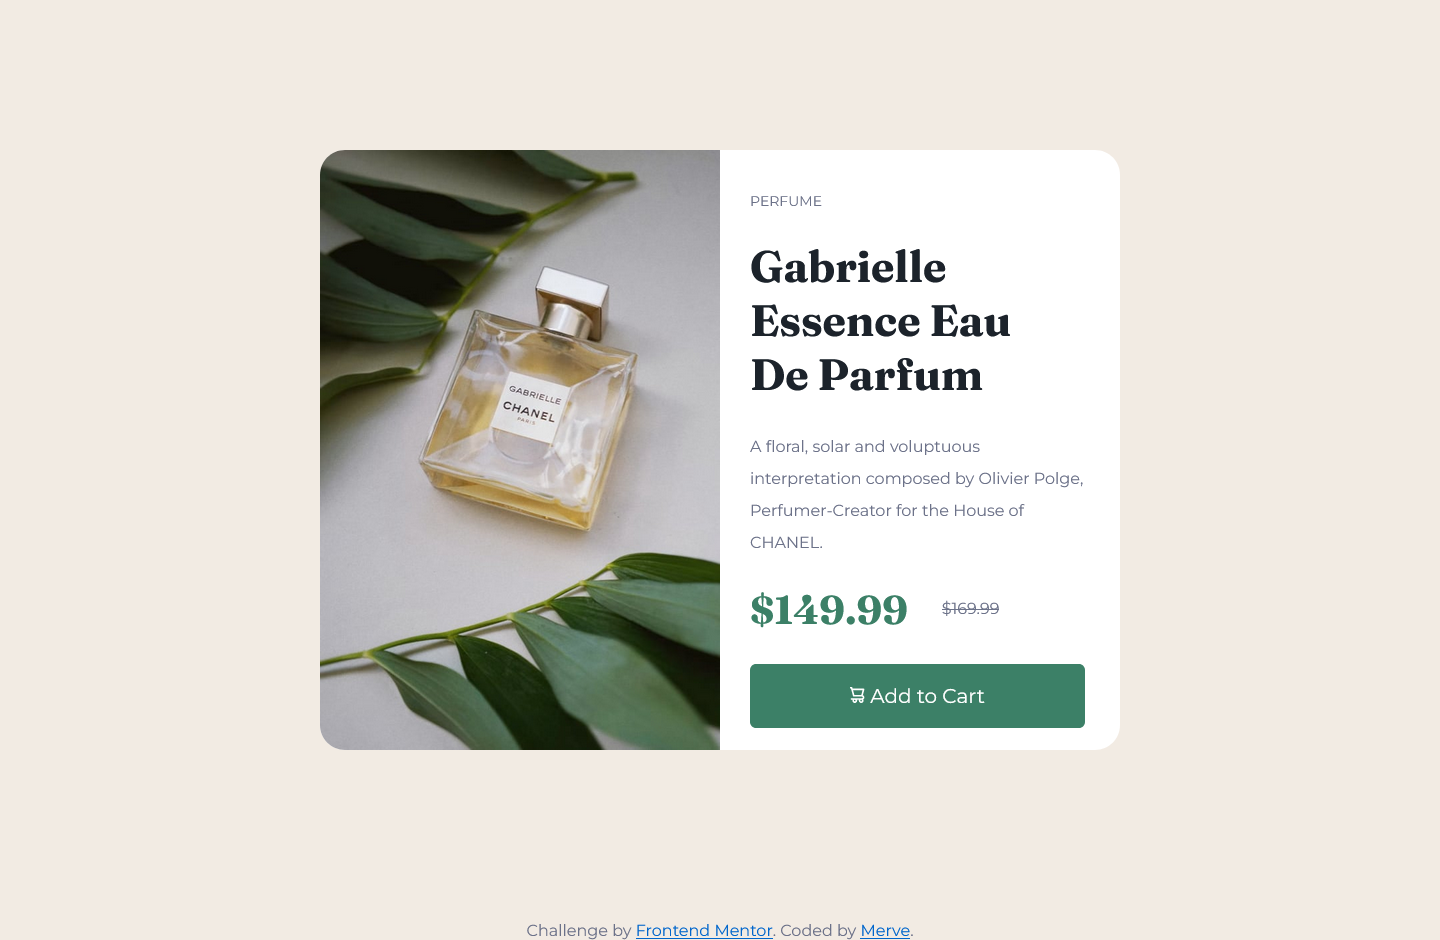 GABRIELLE
CHANEL
PARIS
PERFUME
Gabrielle
Essence Eau
De Parfum
A floral, solar and voluptuous
interpretation composed by Olivier Polge,
Perfumer-Creator for the House of
CHANEL.
$149.99 $169.99
Add to Cart
Challenge by Frontend Mentor. Coded by Merve.